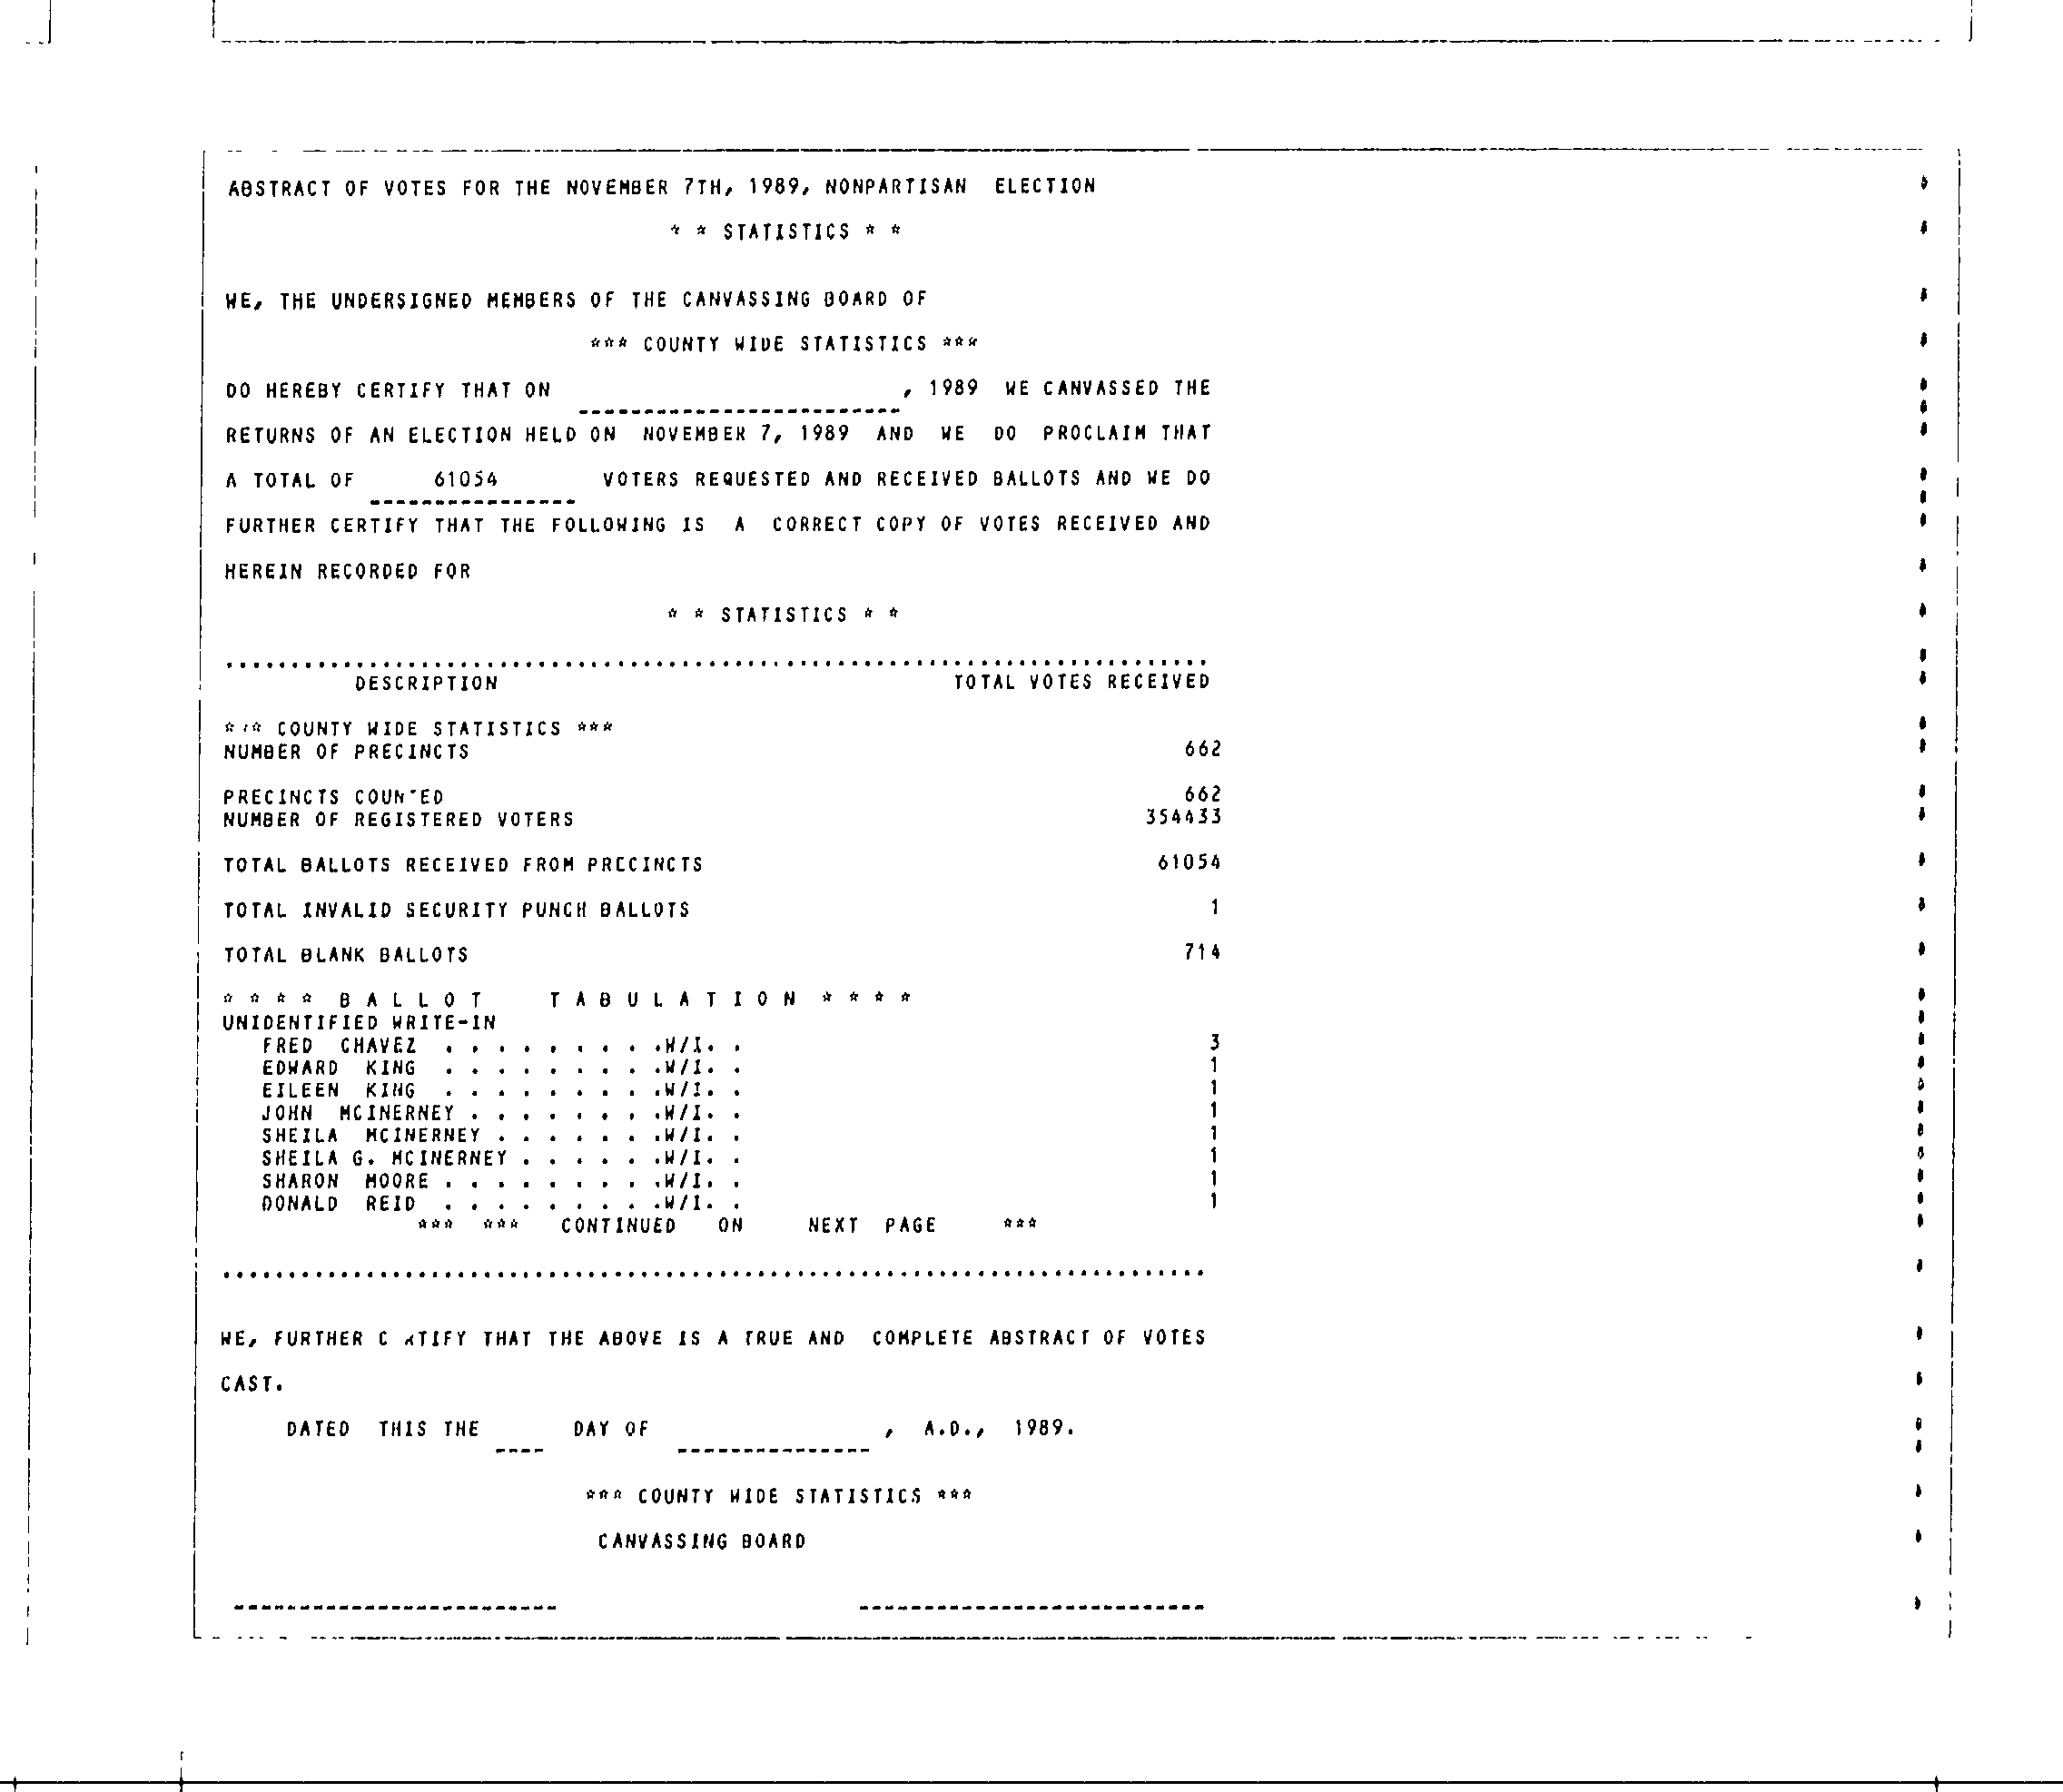 ABSTRACT OF VOTES FOR THE NOVEMBER 7TH, 1989, NONPARTISAN ELECTION
* * STATISTICS * *
WE, THE UNDERSIGNED MEMBERS OF THE CANVASSING BOARD OF
*** COUNTY WIDE STATISTICS ***
DO HEREBY CERTIFY THAT ON , 1989 WE CANVASSED THE
RETURNS OF AN ELECTION HELD ON NOVEMBER 7, 1989 AND WE DO PROCLAIM THAT
A TOTAL OF 61054 VOTERS REQUESTED AND RECEIVED BALLOTS AND WE DO
FURTHER CERTIFY THAT THE FOLLOWING IS A CORRECT COPY OF VOTES RECEIVED AND
HEREIN RECORDED FOR
* * STATISTICS * *
DESCRIPTION TOTAL VOTES RECEIVED
*** COUNTY WIDE STATISTICS ***
NUMBER OF PRECINCTS 662
PRECINCTS COUNTED 662
NUMBER OF REGISTERED VOTERS 354433
TOTAL BALLOTS RECEIVED FROM PRECINCTS 61054
TOTAL INVALID SECURITY PUNCH BALLOTS 1
TOTAL BLANK BALLOTS 714
* * * * B A L L O T T A B U L A T I O N * * * *
UNIDENTIFIED WRITE-IN
FRED CHAVEZ . . . . . . . . .W/I. . 3
EDWARD KING . . . . . . . . .W/I. . 1
EILEEN KING . . . . . . . . .W/I. . 1
JOHN MCINERNEY . . . . . . . .W/I. . 1
SHEILA MCINERNEY . . . . . . .W/I. . 1
SHEILA G. MCINERNEY . . . . . .W/I. . 1
SHARON MOORE . . . . . . . . .W/I. . 1
DONALD REID . . . . . . . . .W/I. . 1
*** *** CONTINUED ON NEXT PAGE ***
WE, FURTHER C RTIFY THAT THE ABOVE IS A TRUE AND COMPLETE ABSTRACT OF VOTES
CAST.
DATED THIS THE ____ DAY OF _______________ , A.D., 1989.
*** COUNTY WIDE STATISTICS ***
CANVASSING BOARD